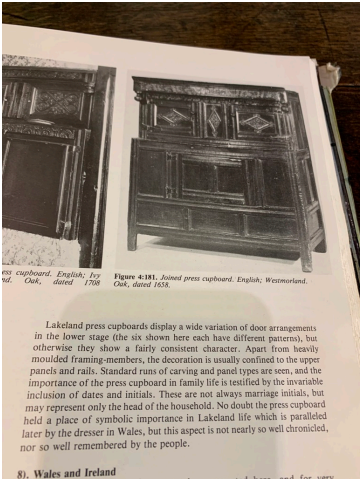 ess cupboard. English; Ivy
nd. Oak, dated 1708
Figure 4:181. Joined press cupboard. English; Westmorland.
Oak, dated 1658.
Lakeland press cupboards display a wide variation of door arrangements
in the lower stage (the six shown here each have different patterns), but
otherwise they show a fairly consistent character. Apart from heavily
moulded framing-members, the decoration is usually confined to the upper
panels and rails. Standard runs of carving and panel types are seen, and the
importance of the press cupboard in family life is testified by the invariable
inclusion of dates and initials. These are not always marriage initials, but
may represent only the head of the household. No doubt the press cupboard
held a place of symbolic importance in Lakeland life which is paralleled
later by the dresser in Wales, but this aspect is not nearly so well chronicled,
nor so well remembered by the people.
8). Wales and Ireland
and for very